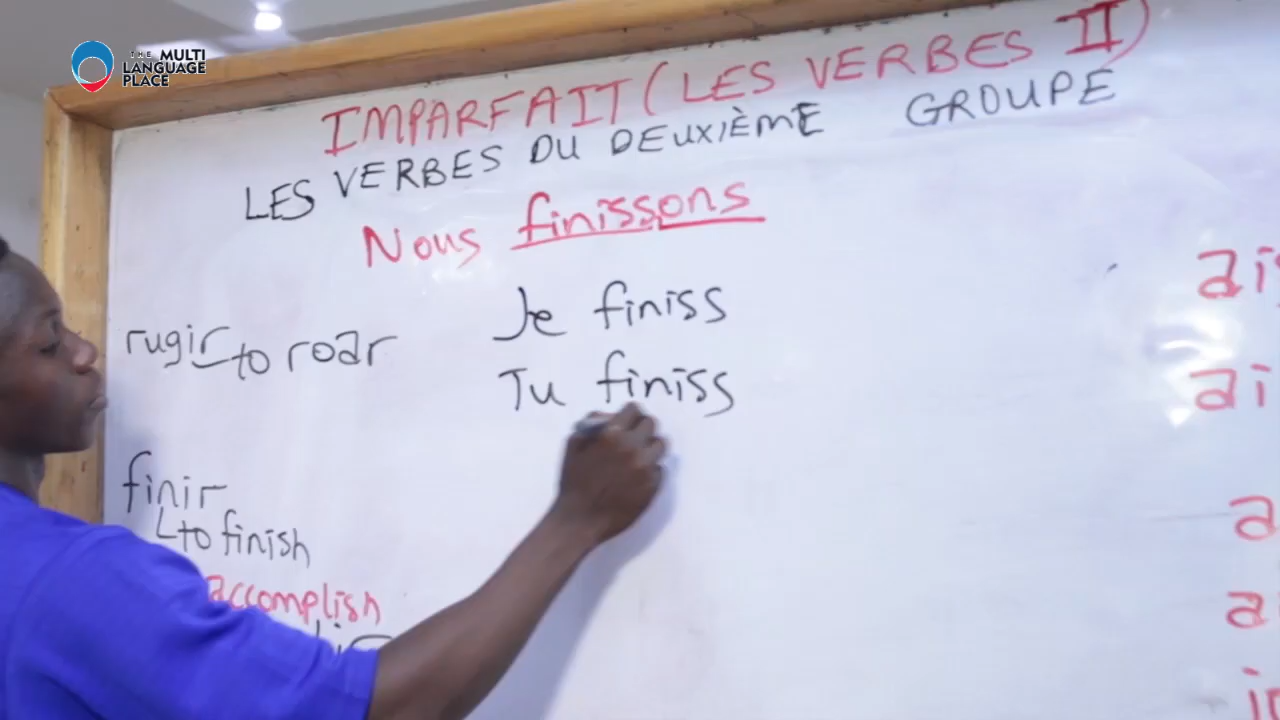 THE MULTI
LANGUAGE
PLACE
IMPARFAIT (LES VERBES II)
LES VERBES DU DEUXIÈME GROUPE
Nous finissons
Je finiss
rugir to roar
Tu finiss
finir
to finish
accomplish